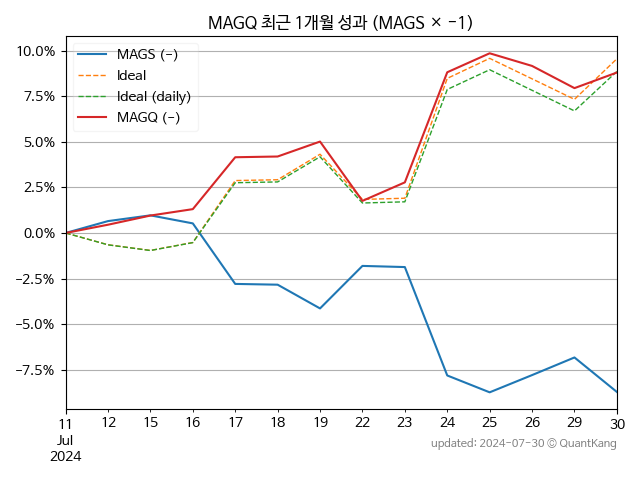 MAGQ 최근 1개월 성과 (MAGS × −1)
MAGS (-)
Ideal
Ideal (daily)
MAGQ (-)
10.0%
7.5%
5.0%
2.5%
0.0%
−2.5%
−5.0%
−7.5%
11 12 15 16 17 18 19 22 23 24 25 26 29 30
Jul
2024
updated: 2024-07-30 © QuantKang